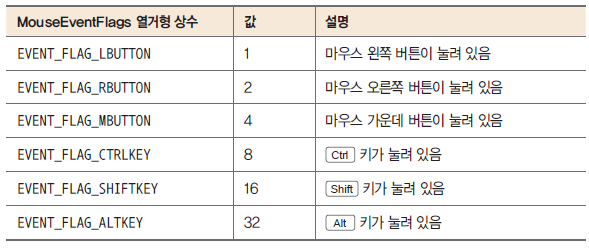 MouseEventFlags 열거형 상수 값 설명
EVENT_FLAG_LBUTTON 1 마우스 왼쪽 버튼이 눌려 있음
EVENT_FLAG_RBUTTON 2 마우스 오른쪽 버튼이 눌려 있음
EVENT_FLAG_MBUTTON 4 마우스 가운데 버튼이 눌려 있음
EVENT_FLAG_CTRLKEY 8 Ctrl 키가 눌려 있음
EVENT_FLAG_SHIFTKEY 16 Shift 키가 눌려 있음
EVENT_FLAG_ALTKEY 32 Alt 키가 눌려 있음